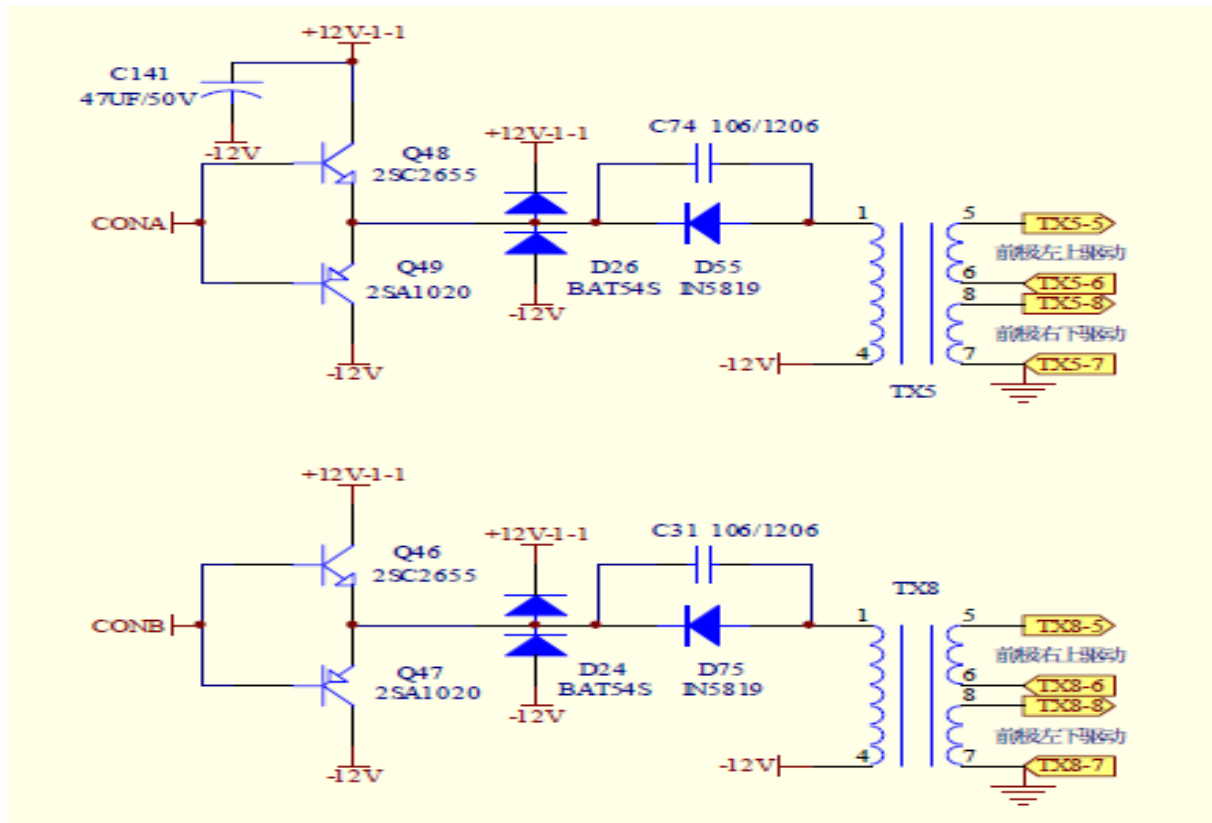 +12V-1-1
C141
47UF/50V
-12V
+12V-1-1
C74 106/1206
Q48
2SC2655
CONA
1
5
TX5-5
前极左上驱动
Q49
2SA1020
D26
BAT54S
D55
IN5819
6
TX5-6
8
TX5-8
前极右下驱动
-12V
-12V
-12V
4
7
TX5-7
TX5
+12V-1-1
+12V-1-1
C31 106/1206
Q46
2SC2655
TX8
CONB
1
5
TX8-5
前极右上驱动
Q47
2SA1020
D24
BAT54S
D75
IN5819
6
TX8-6
8
TX8-8
前极左下驱动
-12V
-12V
-12V
4
7
TX8-7